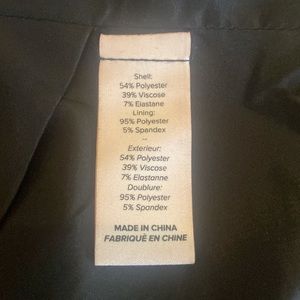 Shell:
54% Polyester
39% Viscose
7% Elastane
Lining:
95% Polyester
5% Spandex
--
Exterieur:
54% Polyester
39% Viscose
7% Elastanne
Doublure:
95% Polyester
5% Spandex
MADE IN CHINA
FABRIQUÉ EN CHINE